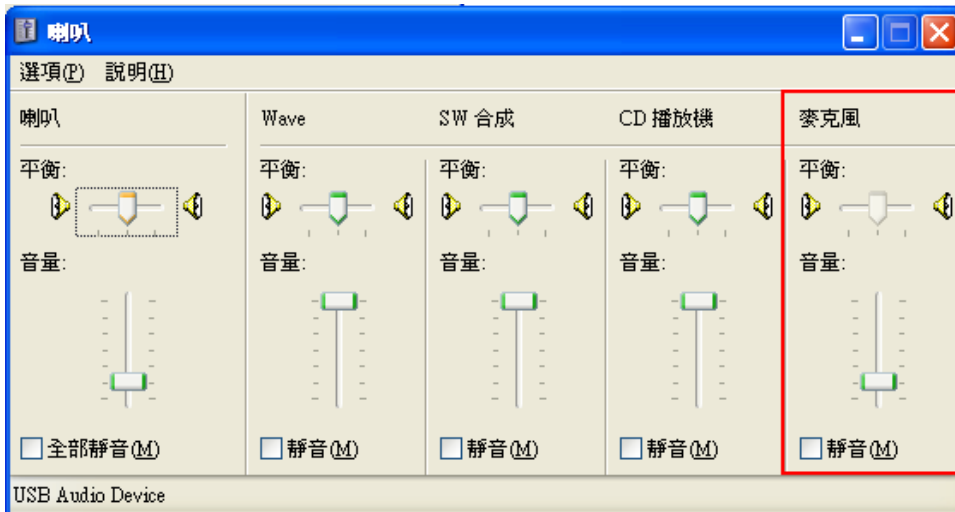 喇叭
選項(P) 說明(H)
喇叭
平衡:
音量:
全部靜音(M)
Wave
平衡:
音量:
靜音(M)
SW 合成
平衡:
音量:
靜音(M)
CD 播放機
平衡:
音量:
靜音(M)
麥克風
平衡:
音量:
靜音(M)
USB Audio Device